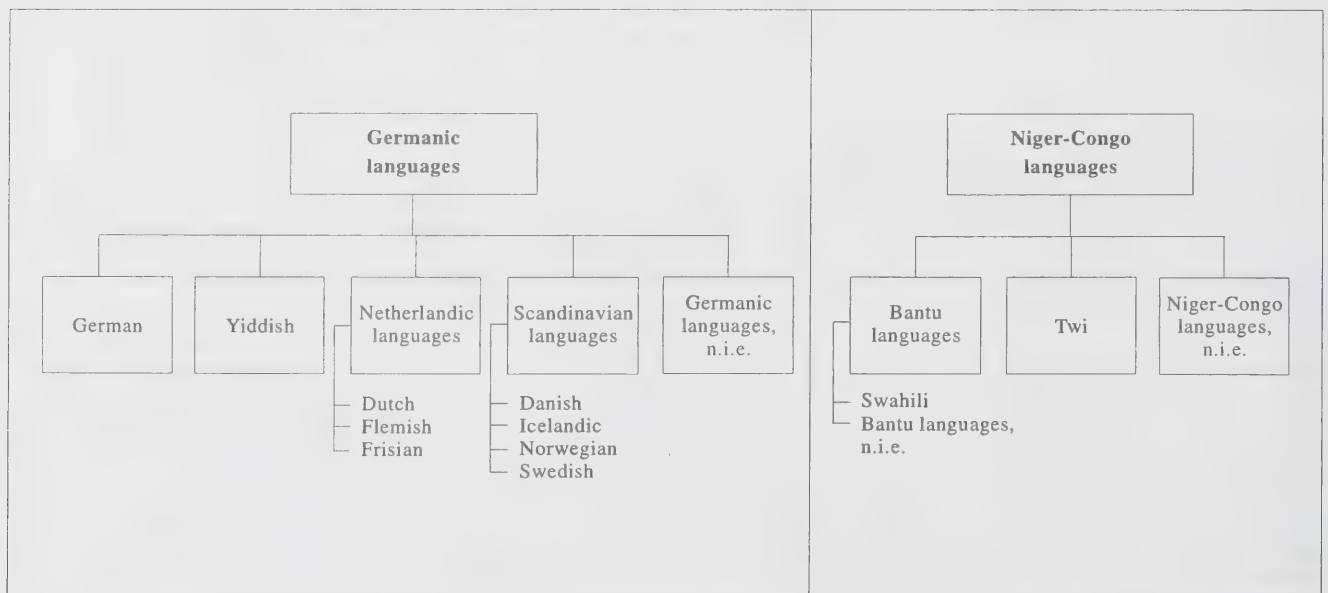 Germanic
languages
German
Yiddish
Netherlandic
languages
Dutch
Flemish
Frisian
Scandinavian
languages
Danish
Icelandic
Norwegian
Swedish
Germanic
languages,
n.i.e.
Niger-Congo
languages
Bantu
languages
Swahili
Bantu languages,
n.i.e.
Twi
Niger-Congo
languages,
n.i.e.